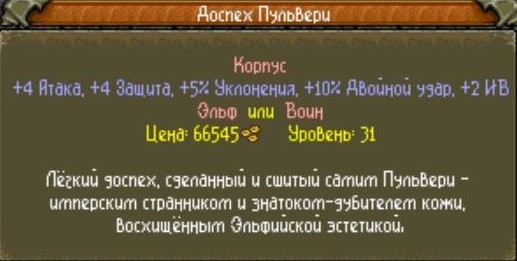 Доспех Пульвери
Корпус
+4 Атака, +4 Защита, +5% Уклонения, +10% Двойной удар, +2 ИВ
Эльф или Воин
Цена: 66545 Уровень: 31
Лёгкий доспех, сделанный и сшитый самим Пульвери -
имперским странником и знатоком-дубителем кожи,
восхищённым Эльфийской эстетикой.